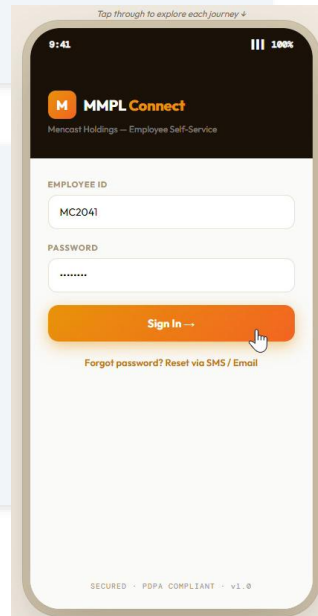 Tap through to explore each journey ↓
9:41 100%
M MMPL Connect
Mencast Holdings — Employee Self-Service
EMPLOYEE ID
MC2041
PASSWORD
••••••••
Sign In →
Forgot password? Reset via SMS / Email
SECURED · PDPA COMPLIANT · v1.0